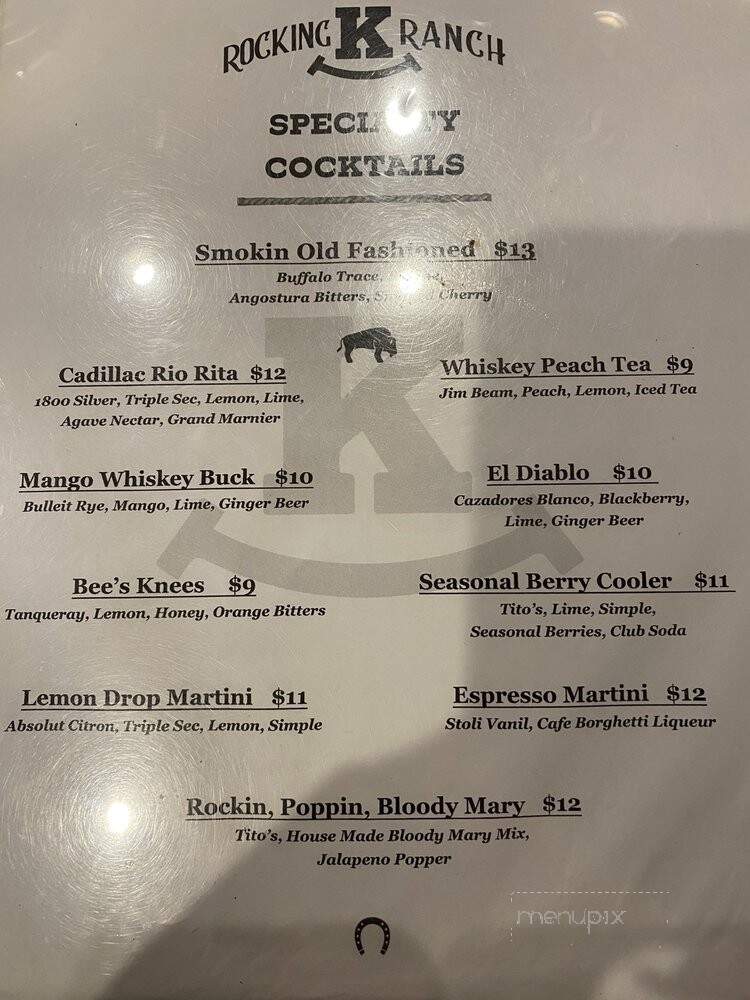 ROCKING K RANCH
COCKTAILS
Smokin Old Fashioned $13
Buffalo Trace,
Angostura Bitters, Cherry
Cadillac Rio Rita $12
1800 Silver, Triple Sec, Lemon, Lime,
Agave Nectar, Grand Marnier
Whiskey Peach Tea $9
Jim Beam, Peach, Lemon, Iced Tea
Mango Whiskey Buck $10
Bulleit Rye, Mango, Lime, Ginger Beer
El Diablo $10
Cazadores Blanco, Blackberry,
Lime, Ginger Beer
Bee's Knees $9
Tanqueray, Lemon, Honey, Orange Bitters
Seasonal Berry Cooler $11
Tito's, Lime, Simple,
Seasonal Berries, Club Soda
Lemon Drop Martini $11
Absolut Citron, Triple Sec, Lemon, Simple
Espresso Martini $12
Stoli Vanil, Cafe Borghetti Liqueur
Rockin, Poppin, Bloody Mary $12
Tito's, House Made Bloody Mary Mix,
Jalapeno Popper
menupix